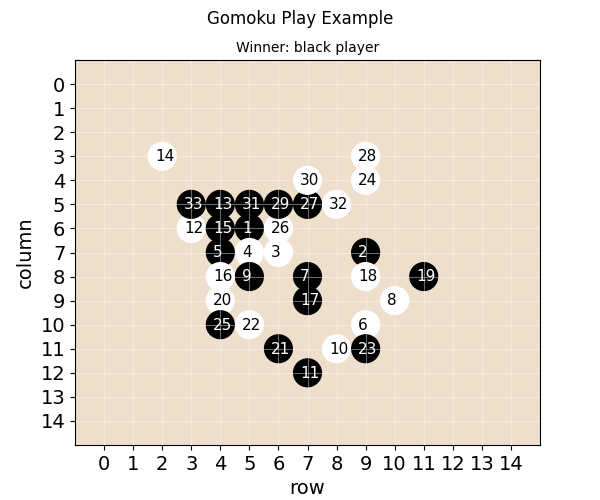 Gomoku Play Example
Winner: black player
0
1
2
14 28 3
30 24 4
33 13 31 29 27 32 5
12 15 1 26 6
5 4 3 2 7
16 9 7 18 19 8
20 17 8 9
25 22 6 10
21 10 23 11
11 12
13
14
column
0 1 2 3 4 5 6 7 8 9 10 11 12 13 14
row